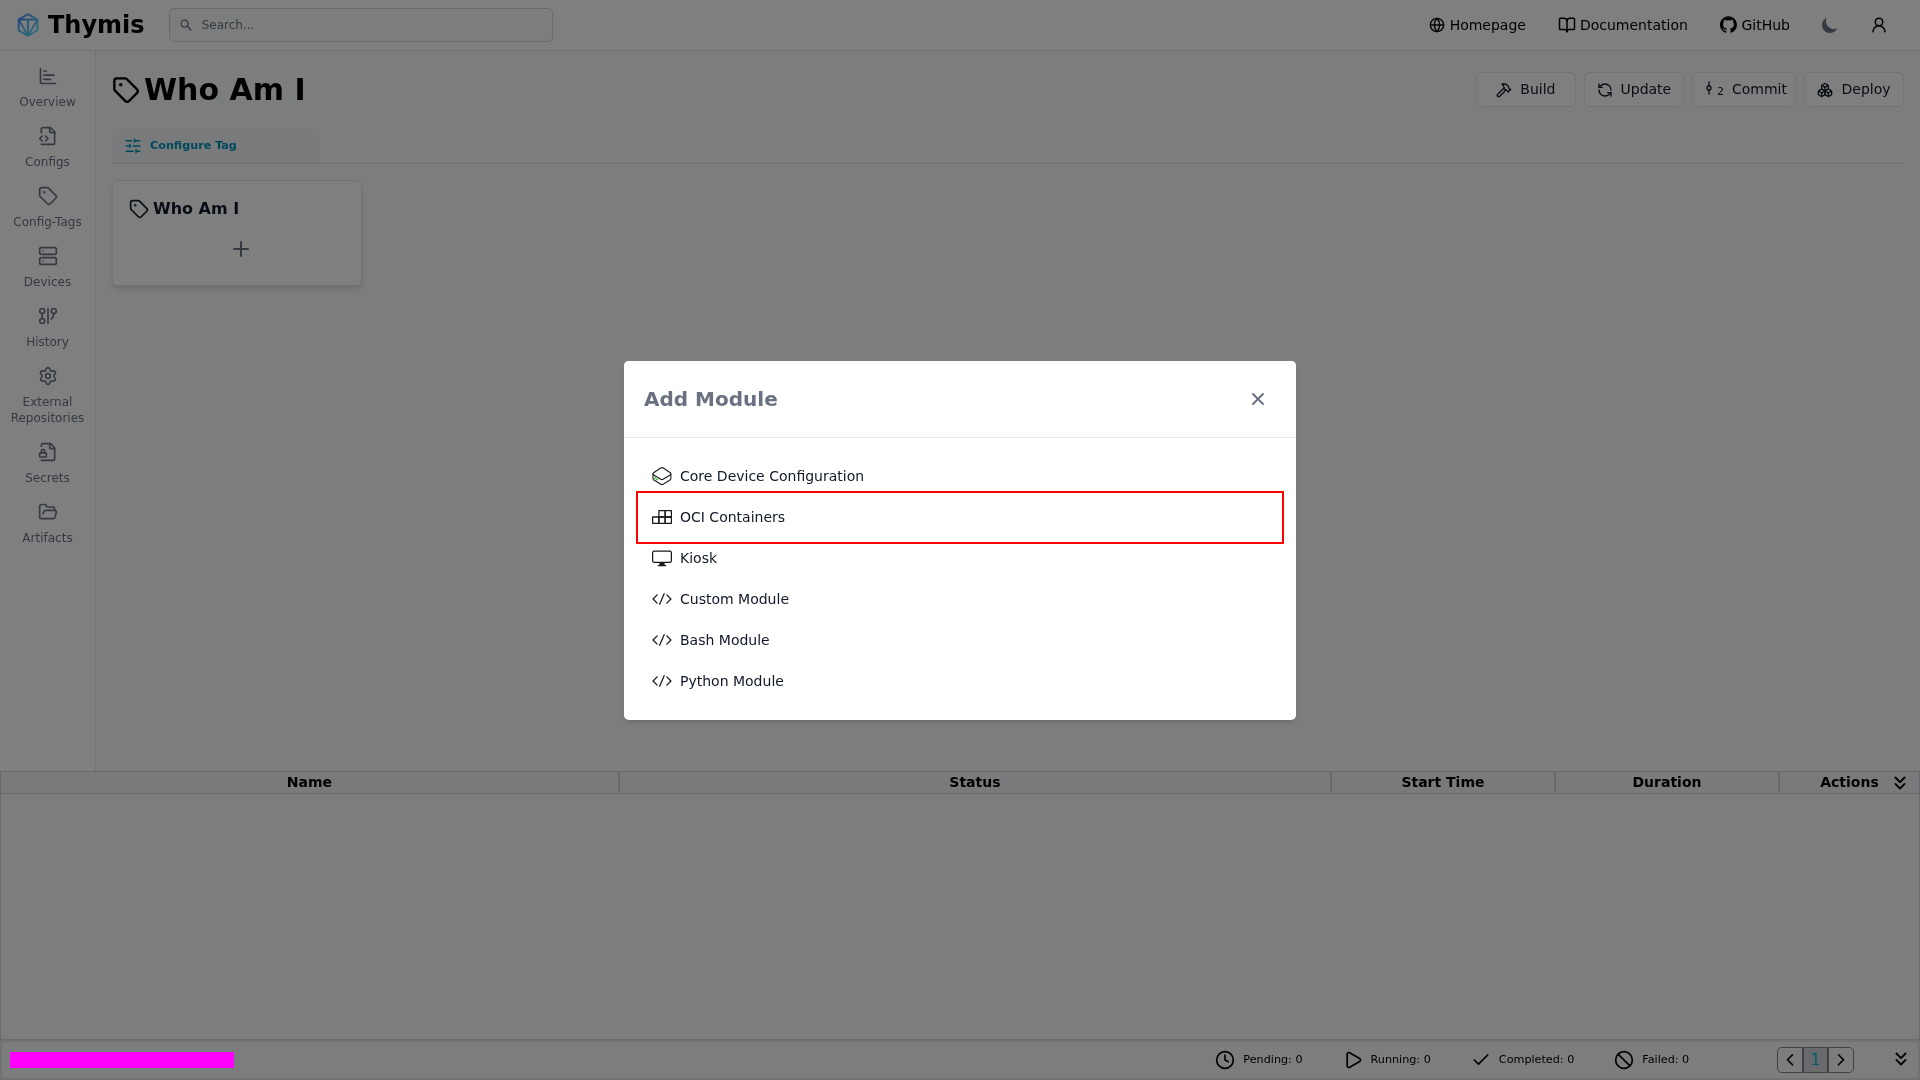 Thymis
Search...
Homepage
Documentation
GitHub
Overview
Configs
Config-Tags
Devices
History
External
Repositories
Secrets
Artifacts
Who Am I
Build
Update
2 Commit
Deploy
Configure Tag
Who Am I
Add Module
Core Device Configuration
OCI Containers
Kiosk
Custom Module
Bash Module
Python Module
Name Status Start Time Duration Actions
Pending: 0 Running: 0 Completed: 0 Failed: 0 1